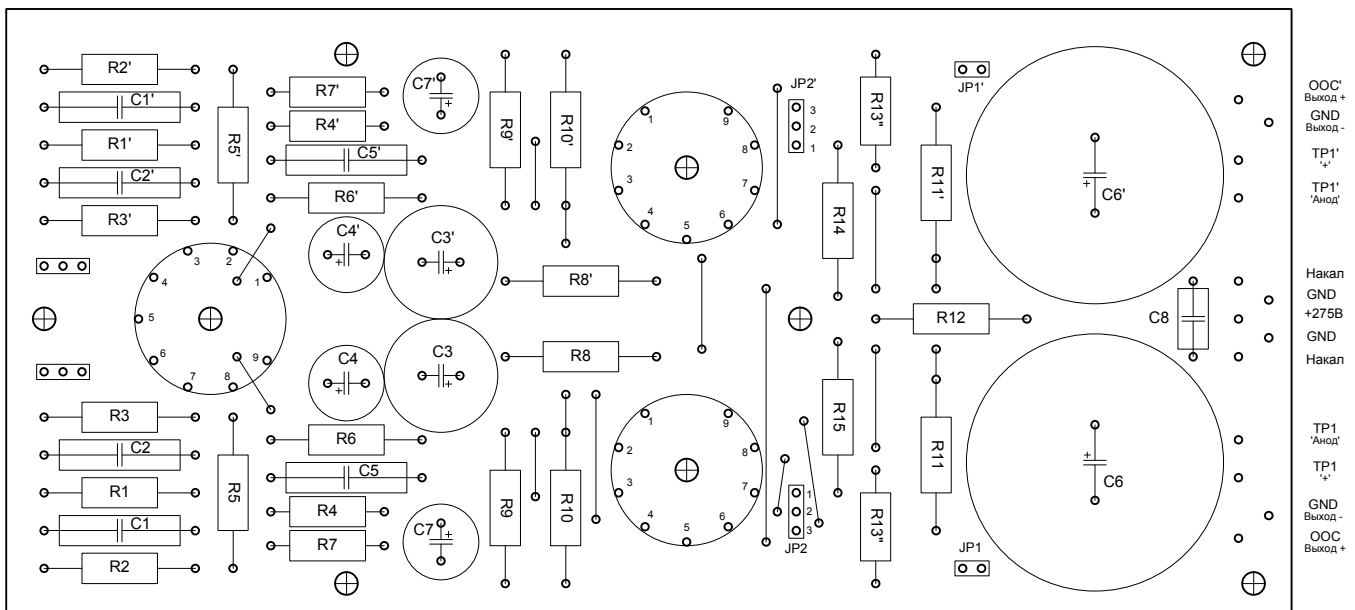 R2'
C1'
R1'
C2'
R3'
R5'
R7'
R4'
C5'
R6'
C7'
C4'
C3'
R9'
R10'
R8'
1
2
3
4
5
6
7
8
9
JP2'
3
2
1
R13"
R14
R11'
JP1'
C6'
1
2
3
4
5
6
7
8
9
R12
C8
C4
C3
R8
R3
C2
R1
C1
R2
R5
R6
C5
R4
R7
C7
R9
R10
1
2
3
4
5
6
7
8
9
1
2
3
JP2
R15
R13"
R11
C6
JP1
ООС'
Выход +
GND
Выход -
TP1'
'+'
TP1'
'Анод'
Накал
GND
+275В
GND
Накал
TP1
'Анод'
TP1
'+'
GND
Выход -
ООС
Выход +